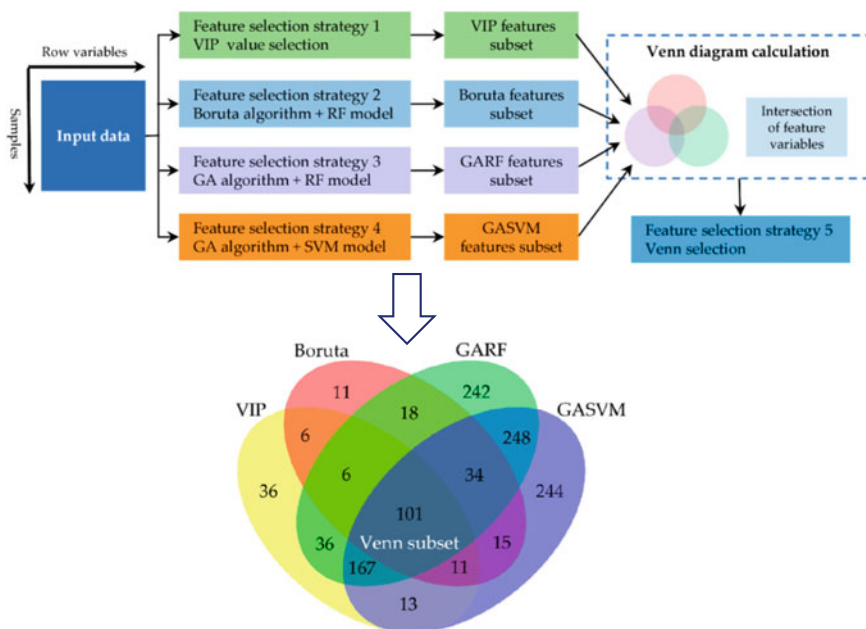 Row variables
Samples
Input data
Feature selection strategy 1
VIP value selection
VIP features
subset
Feature selection strategy 2
Boruta algorithm + RF model
Boruta features
subset
Feature selection strategy 3
GA algorithm + RF model
GARF features
subset
Feature selection strategy 4
GA algorithm + SVM model
GASVM
features subset
Venn diagram calculation
Intersection
of feature
variables
Feature selection strategy 5
Venn selection
Boruta
GARF
VIP
GASVM
11
242
18
6
248
6
34
36
244
101
Venn subset
36
15
167
11
13